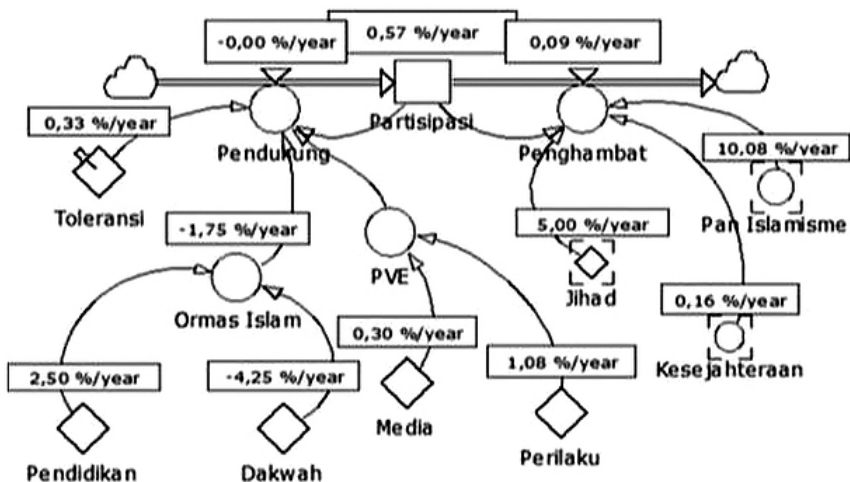 -0,00 %/year
0,57 %/year
0,09 %/year
0,33 %/year
Partisipasi
Pendukung
Penghambat
10,08 %/year
Toleransi
-1,75 %/year
5,00 %/year
Pan Islamisme
PVE
Jihad
Ormas Islam
0,30 %/year
0,16 %/year
2,50 %/year
-4,25 %/year
1,08 %/year
Kesejahteraan
Media
Perilaku
Pendidikan
Dakwah